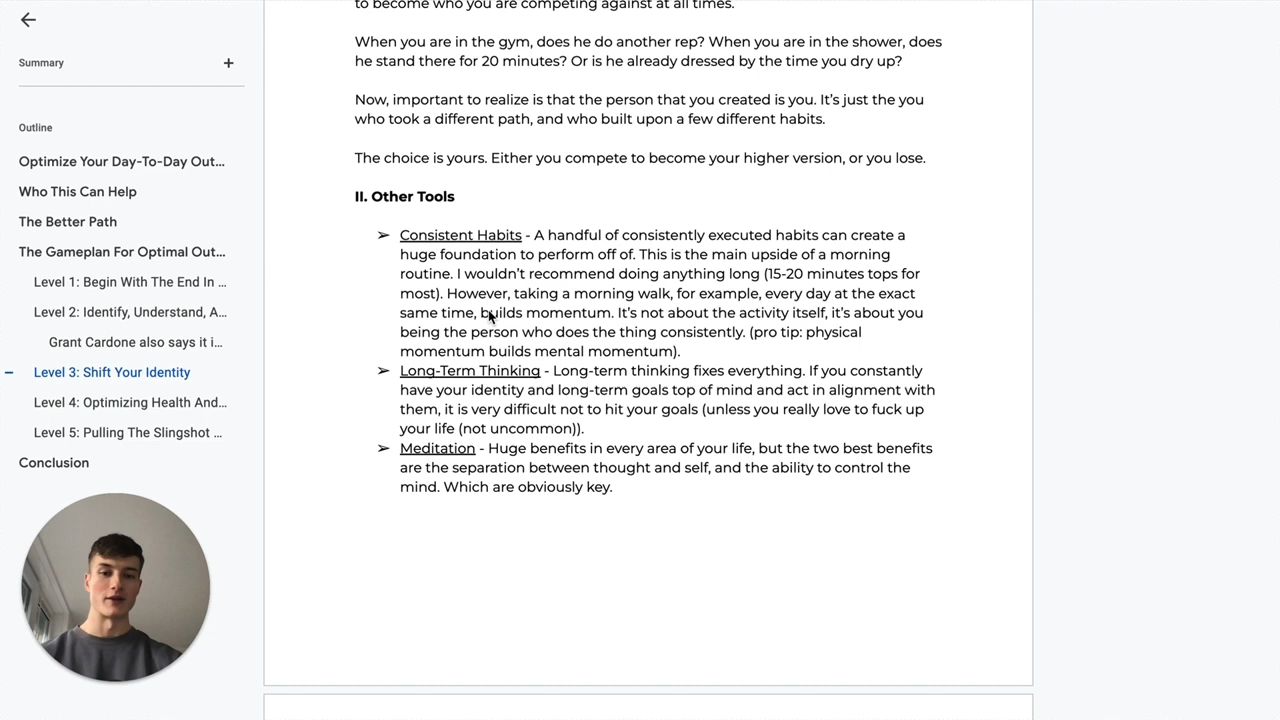 Summary
+
Outline
Optimize Your Day-To-Day Out...
Who This Can Help
The Better Path
The Gameplan For Optimal Out...
Level 1: Begin With The End In ...
Level 2: Identify, Understand, A...
Grant Cardone also says it i...
Level 3: Shift Your Identity
Level 4: Optimizing Health And...
Level 5: Pulling The Slingshot ...
Conclusion
to become who you are competing against at all times.
When you are in the gym, does he do another rep? When you are in the shower, does
he stand there for 20 minutes? Or is he already dressed by the time you dry up?
Now, important to realize is that the person that you created is you. It's just the you
who took a different path, and who built upon a few different habits.
The choice is yours. Either you compete to become your higher version, or you lose.
II. Other Tools
➢ Consistent Habits - A handful of consistently executed habits can create a
huge foundation to perform off of. This is the main upside of a morning
routine. I wouldn't recommend doing anything long (15-20 minutes tops for
most). However, taking a morning walk, for example, every day at the exact
same time, builds momentum. It's not about the activity itself, it's about you
being the person who does the thing consistently. (pro tip: physical
momentum builds mental momentum).
➢ Long-Term Thinking - Long-term thinking fixes everything. If you constantly
have your identity and long-term goals top of mind and act in alignment with
them, it is very difficult not to hit your goals (unless you really love to fuck up
your life (not uncommon)).
➢ Meditation - Huge benefits in every area of your life, but the two best benefits
are the separation between thought and self, and the ability to control the
mind. Which are obviously key.